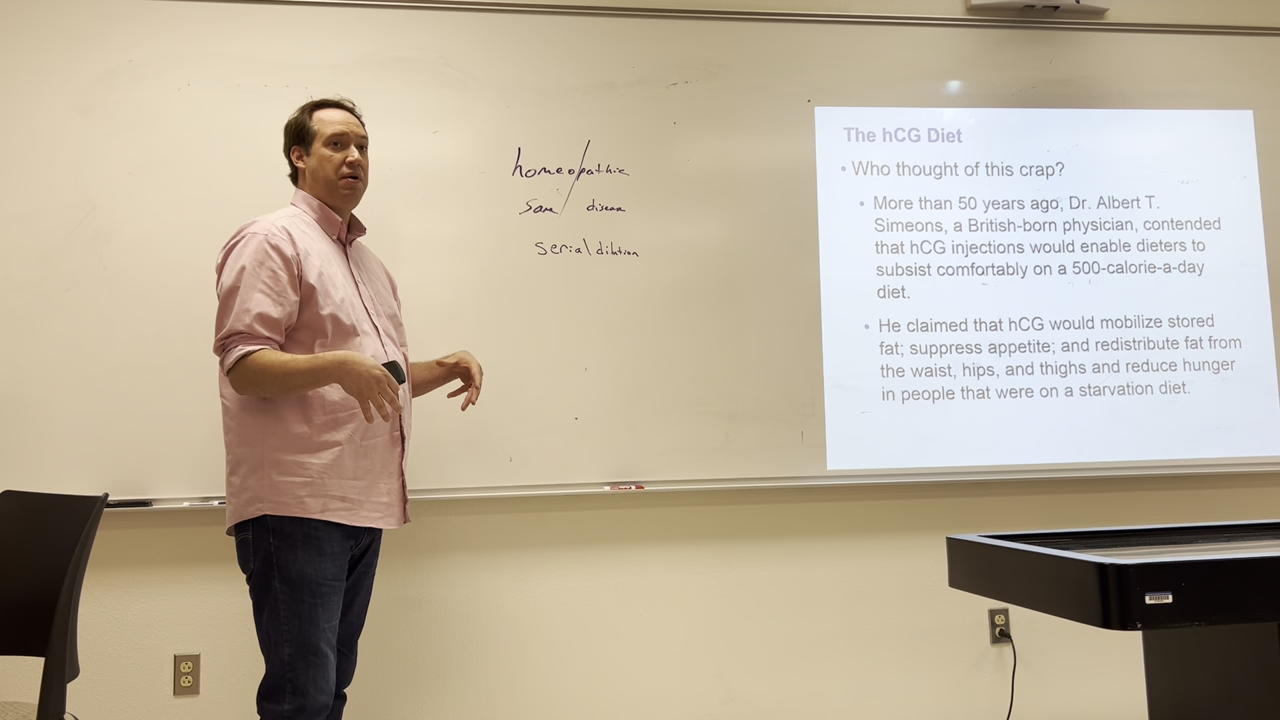 homeo/pathic
same / disease
serial dilution
The hCG Diet
• Who thought of this crap?
• More than 50 years ago, Dr. Albert T.
Simeons, a British-born physician, contended
that hCG injections would enable dieters to
subsist comfortably on a 500-calorie-a-day
diet.
• He claimed that hCG would mobilize stored
fat; suppress appetite; and redistribute fat from
the waist, hips, and thighs and reduce hunger
in people that were on a starvation diet.